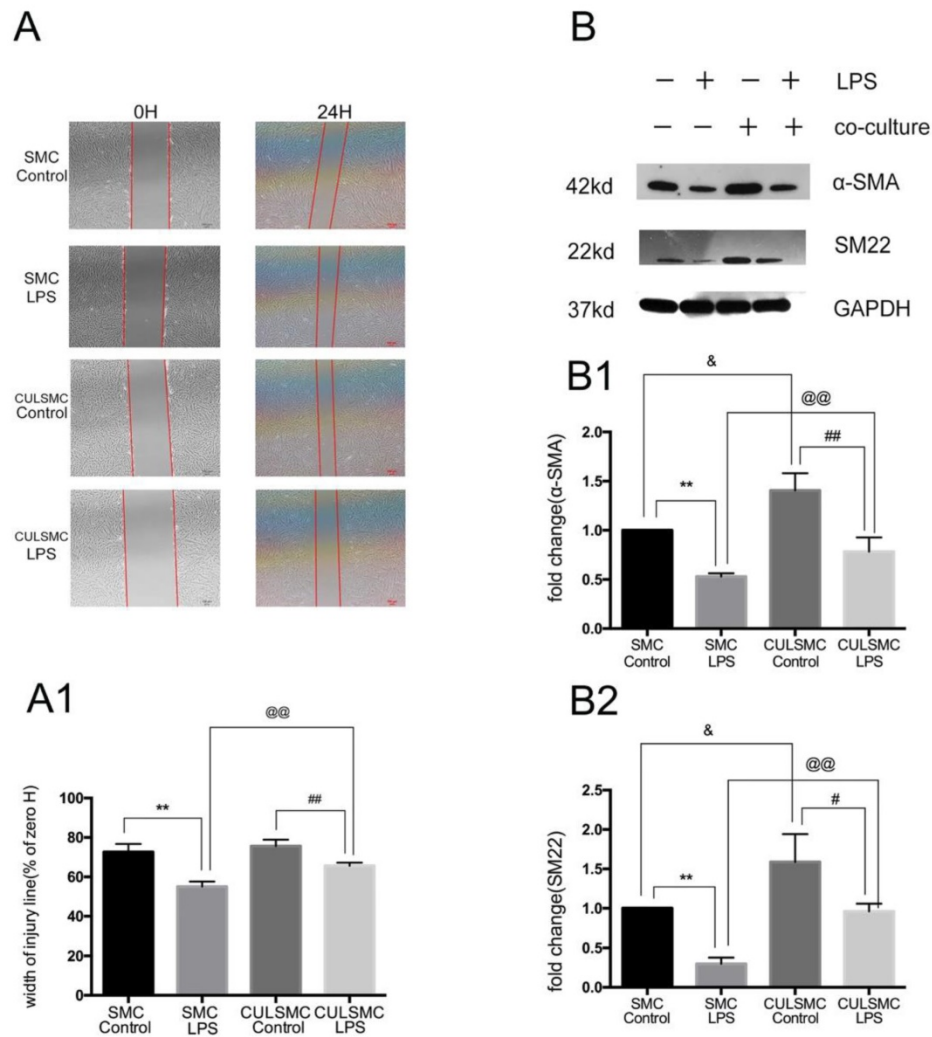 A
0H
24H
SMC
Control
SMC
LPS
CULSMC
Control
CULSMC
LPS
B
− + − + LPS
− − + + co-culture
42kd α-SMA
22kd SM22
37kd GAPDH
A1
@@
**
##
width of injury line(% of zero H)
100
80
60
40
20
0
SMC
Control
SMC
LPS
CULSMC
Control
CULSMC
LPS
B1
&
@@
##
**
fold change(α-SMA)
2.0
1.5
1.0
0.5
0.0
SMC
Control
SMC
LPS
CULSMC
Control
CULSMC
LPS
B2
&
@@
#
**
fold change(SM22)
2.5
2.0
1.5
1.0
0.5
0.0
SMC
Control
SMC
LPS
CULSMC
Control
CULSMC
LPS